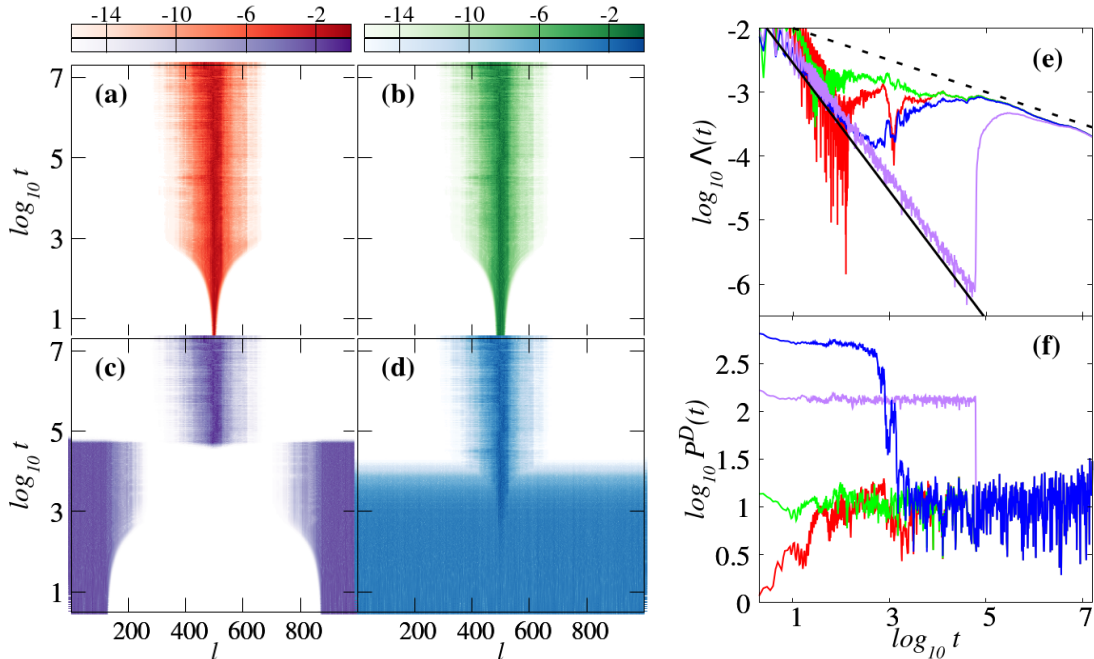 -14 -10 -6 -2
-14 -10 -6 -2
(a)
7
5
3
1
log10 t
(b)
(c)
7
5
3
1
log10 t
200 400 600 800
l
(d)
200 400 600 800
l
(e)
-2
-3
-4
-5
-6
log10 Λ(t)
(f)
2.5
2
1.5
1
0.5
0
log10 P^D(t)
1 3 5 7
log10 t